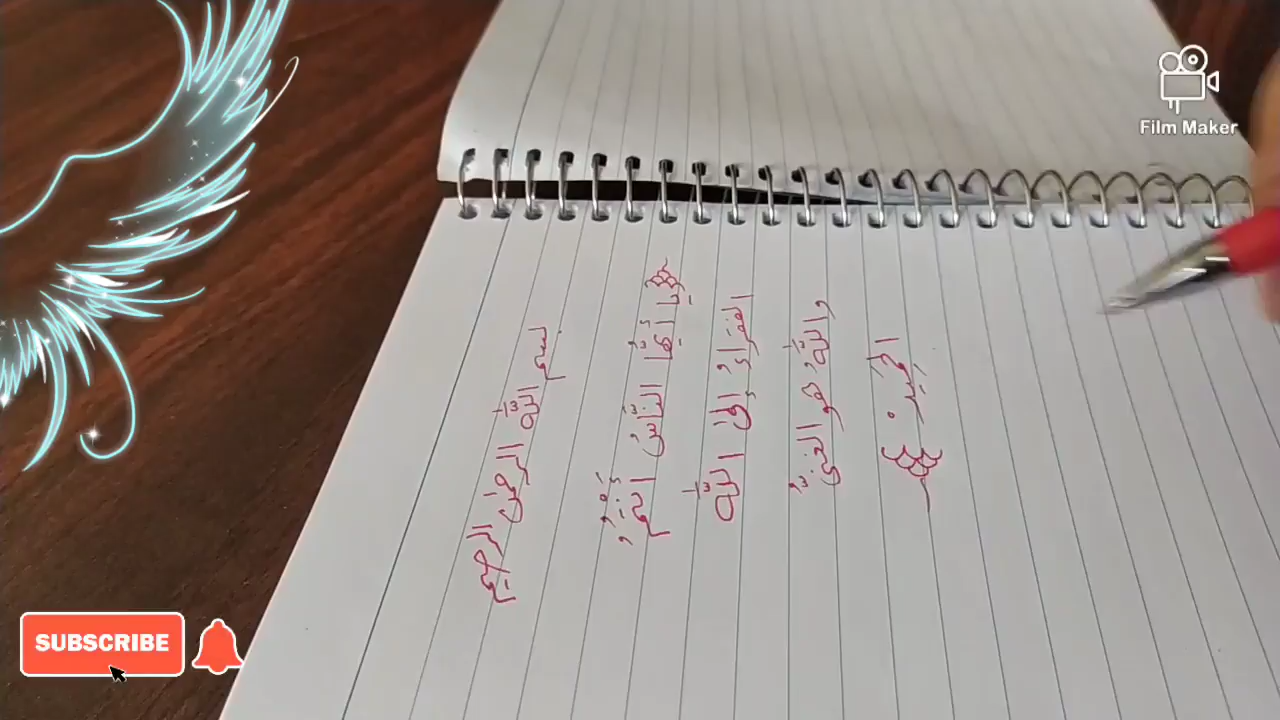 بسم الله الرحمن الرحيم
يا أيها الناس أنتم
الفقراء إلى الله
والله هو الغني
الحميد
Film Maker
SUBSCRIBE